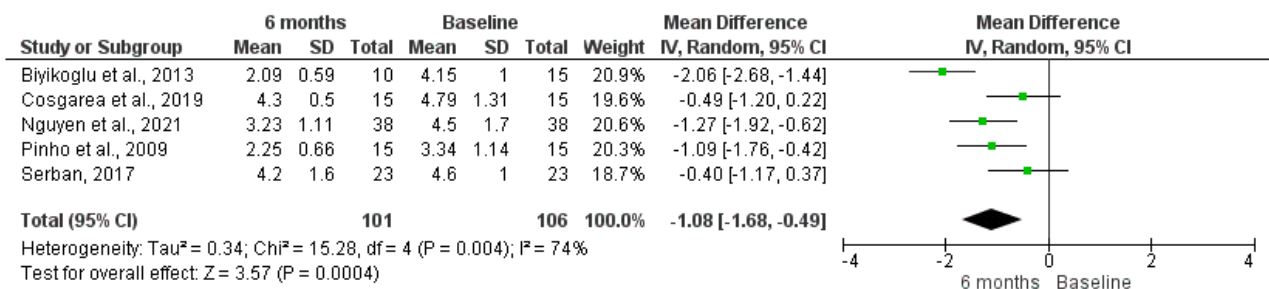 6 months Baseline Mean Difference Mean Difference
Study or Subgroup Mean SD Total Mean SD Total Weight IV, Random, 95% CI IV, Random, 95% CI
Biyikoglu et al., 2013 2.09 0.59 10 4.15 1 15 20.9% -2.06 [-2.68, -1.44]
Cosgarea et al., 2019 4.3 0.5 15 4.79 1.31 15 19.6% -0.49 [-1.20, 0.22]
Nguyen et al., 2021 3.23 1.11 38 4.5 1.7 38 20.6% -1.27 [-1.92, -0.62]
Pinho et al., 2009 2.25 0.66 15 3.34 1.14 15 20.3% -1.09 [-1.76, -0.42]
Serban, 2017 4.2 1.6 23 4.6 1 23 18.7% -0.40 [-1.17, 0.37]
Total (95% CI) 101 106 100.0% -1.08 [-1.68, -0.49]
Heterogeneity: Tau² = 0.34; Chi² = 15.28, df = 4 (P = 0.004); I² = 74%
Test for overall effect: Z = 3.57 (P = 0.0004)
-4 -2 0 2 4
6 months Baseline